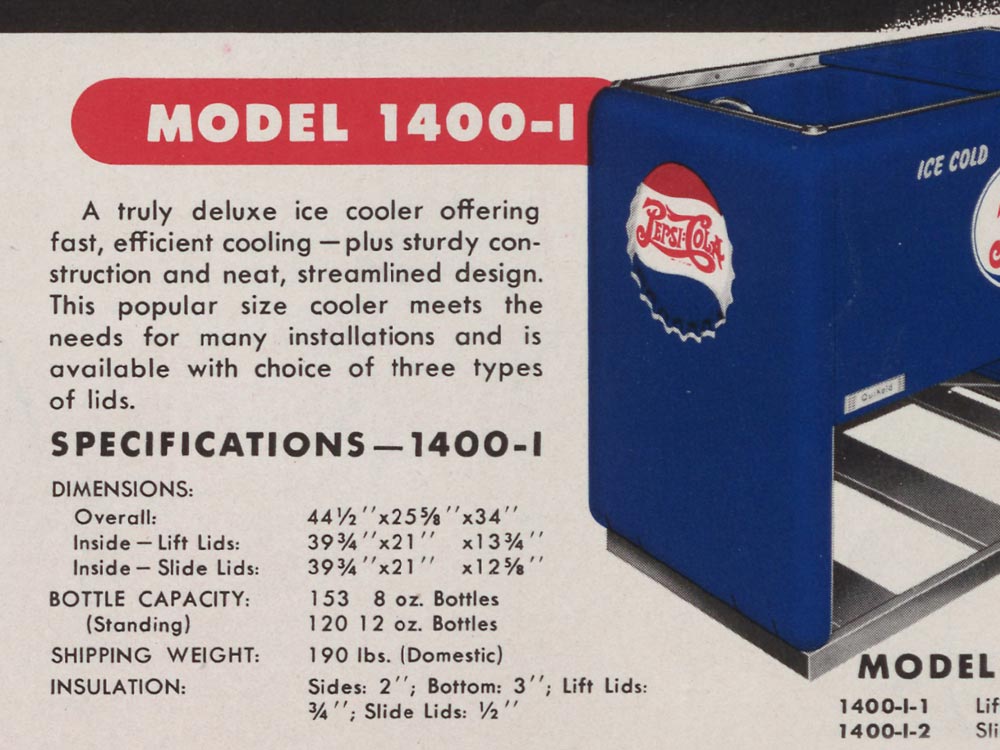 MODEL 1400-I
ICE COLD
PEPSI-COLA
A truly deluxe ice cooler offering
fast, efficient cooling — plus sturdy con-
struction and neat, streamlined design.
This popular size cooler meets the
needs for many installations and is
available with choice of three types
of lids.
QuiKold
SPECIFICATIONS — 1400-I
DIMENSIONS:
Overall: 44½''x25⅝''x34''
Inside — Lift Lids: 39¾''x21'' x13¾''
Inside — Slide Lids: 39¾''x21'' x12⅝''
BOTTLE CAPACITY: 153 8 oz. Bottles
(Standing) 120 12 oz. Bottles
SHIPPING WEIGHT: 190 lbs. (Domestic)
INSULATION: Sides: 2''; Bottom: 3''; Lift Lids:
¾''; Slide Lids: ½''
MODEL
1400-I-1 Lif
1400-I-2 Sli